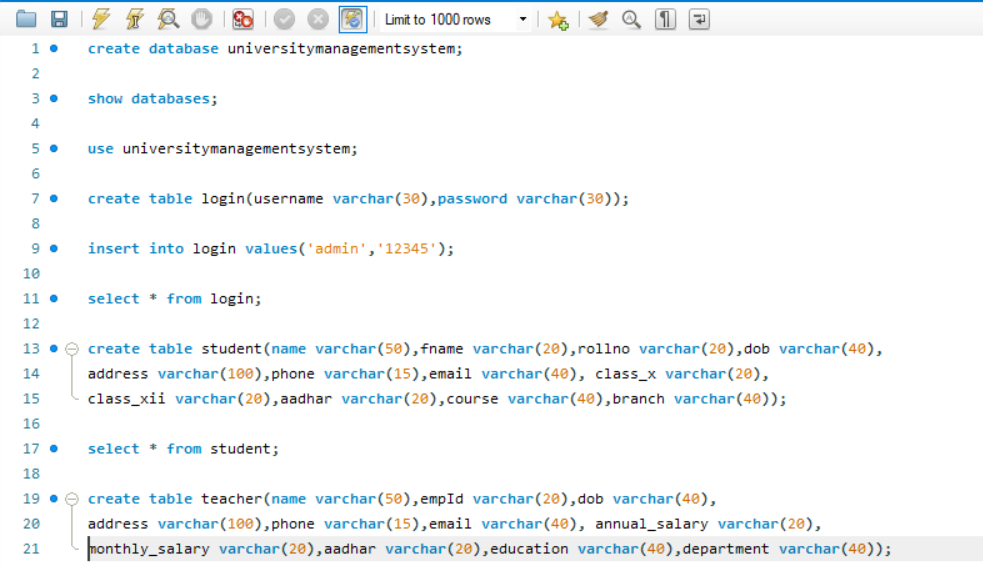 Limit to 1000 rows
1 create database universitymanagementsystem;
2
3 show databases;
4
5 use universitymanagementsystem;
6
7 create table login(username varchar(30),password varchar(30));
8
9 insert into login values('admin','12345');
10
11 select * from login;
12
13 create table student(name varchar(50),fname varchar(20),rollno varchar(20),dob varchar(40),
14 address varchar(100),phone varchar(15),email varchar(40), class_x varchar(20),
15 class_xii varchar(20),aadhar varchar(20),course varchar(40),branch varchar(40));
16
17 select * from student;
18
19 create table teacher(name varchar(50),empId varchar(20),dob varchar(40),
20 address varchar(100),phone varchar(15),email varchar(40), annual_salary varchar(20),
21 monthly_salary varchar(20),aadhar varchar(20),education varchar(40),department varchar(40));